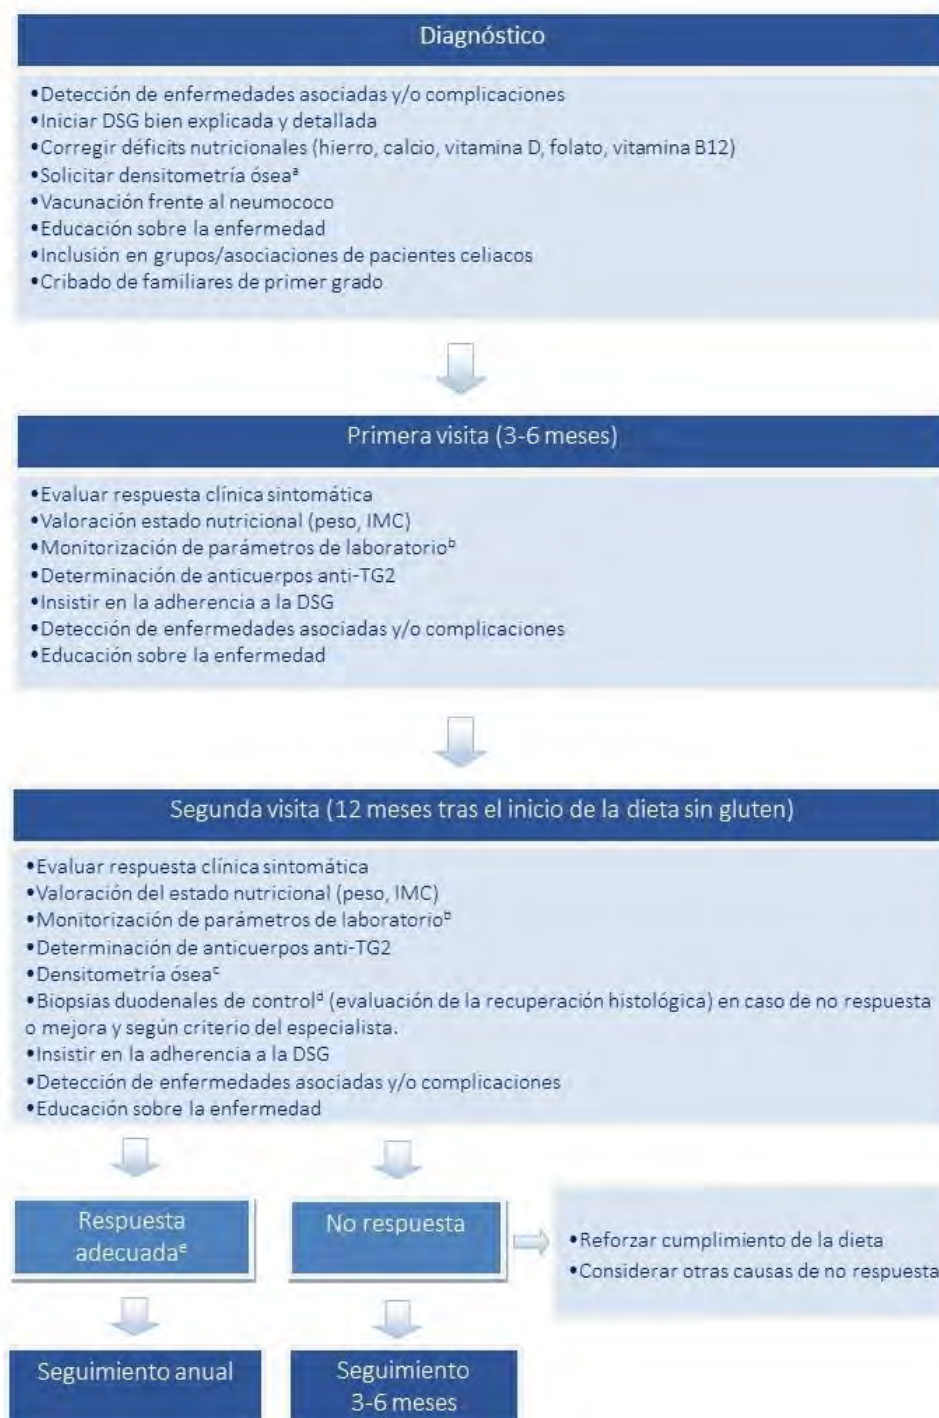 Diagnóstico
•Detección de enfermedades asociadas y/o complicaciones
•Iniciar DSG bien explicada y detallada
•Corregir déficits nutricionales (hierro, calcio, vitamina D, folato, vitamina B12)
•Solicitar densitometría óseaᵃ
•Vacunación frente al neumococo
•Educación sobre la enfermedad
•Inclusión en grupos/asociaciones de pacientes celiacos
•Cribado de familiares de primer grado
Primera visita (3-6 meses)
•Evaluar respuesta clínica sintomática
•Valoración estado nutricional (peso, IMC)
•Monitorización de parámetros de laboratorioᵇ
•Determinación de anticuerpos anti-TG2
•Insistir en la adherencia a la DSG
•Detección de enfermedades asociadas y/o complicaciones
•Educación sobre la enfermedad
Segunda visita (12 meses tras el inicio de la dieta sin gluten)
•Evaluar respuesta clínica sintomática
•Valoración del estado nutricional (peso, IMC)
•Monitorización de parámetros de laboratorioᵇ
•Determinación de anticuerpos anti-TG2
•Densitometría óseaᶜ
•Biopsias duodenales de controlᵈ (evaluación de la recuperación histológica) en caso de no respuesta
o mejora y según criterio del especialista.
•Insistir en la adherencia a la DSG
•Detección de enfermedades asociadas y/o complicaciones
•Educación sobre la enfermedad
Respuesta
adecuadaᵉ
No respuesta
•Reforzar cumplimiento de la dieta
•Considerar otras causas de no respuesta
Seguimiento anual
Seguimiento
3-6 meses